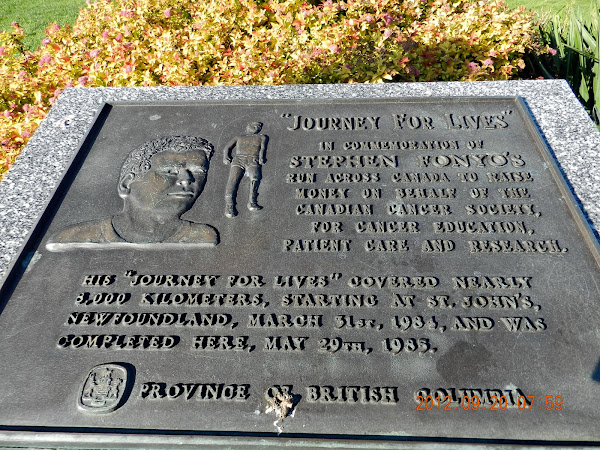 "JOURNEY FOR LIVES"
IN COMMEMORATION OF
STEPHEN FONYO'S
RUN ACROSS CANADA TO RAISE
MONEY ON BEHALF OF THE
CANADIAN CANCER SOCIETY,
FOR CANCER EDUCATION,
PATIENT CARE AND RESEARCH.
HIS "JOURNEY FOR LIVES" COVERED NEARLY
8,000 KILOMETERS, STARTING AT ST. JOHN'S,
NEWFOUNDLAND, MARCH 31ST, 1984, AND WAS
COMPLETED HERE, MAY 29TH, 1985.
PROVINCE OF BRITISH COLUMBIA
2012.09.20 07:59